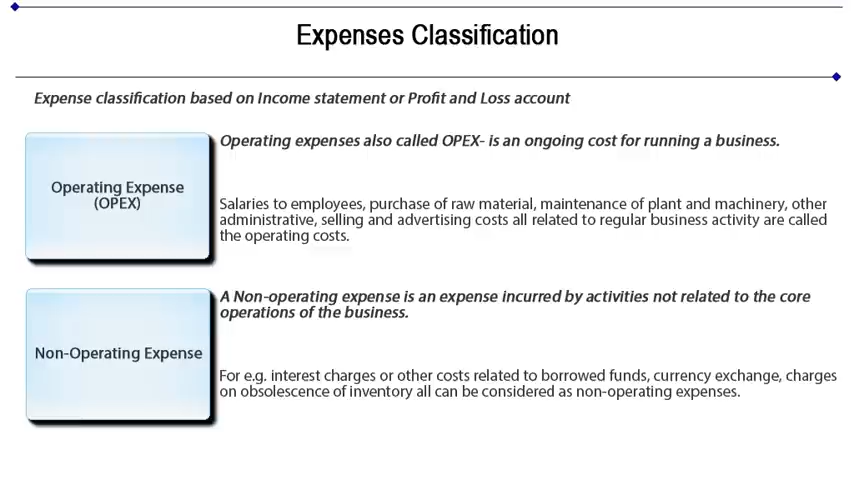 Expenses Classification
Expense classification based on Income statement or Profit and Loss account
Operating expenses also called OPEX- is an ongoing cost for running a business.
Operating Expense
(OPEX)
Salaries to employees, purchase of raw material, maintenance of plant and machinery, other
administrative, selling and advertising costs all related to regular business activity are called
the operating costs.
A Non-operating expense is an expense incurred by activities not related to the core
operations of the business.
Non-Operating Expense
For e.g. interest charges or other costs related to borrowed funds, currency exchange, charges
on obsolescence of inventory all can be considered as non-operating expenses.